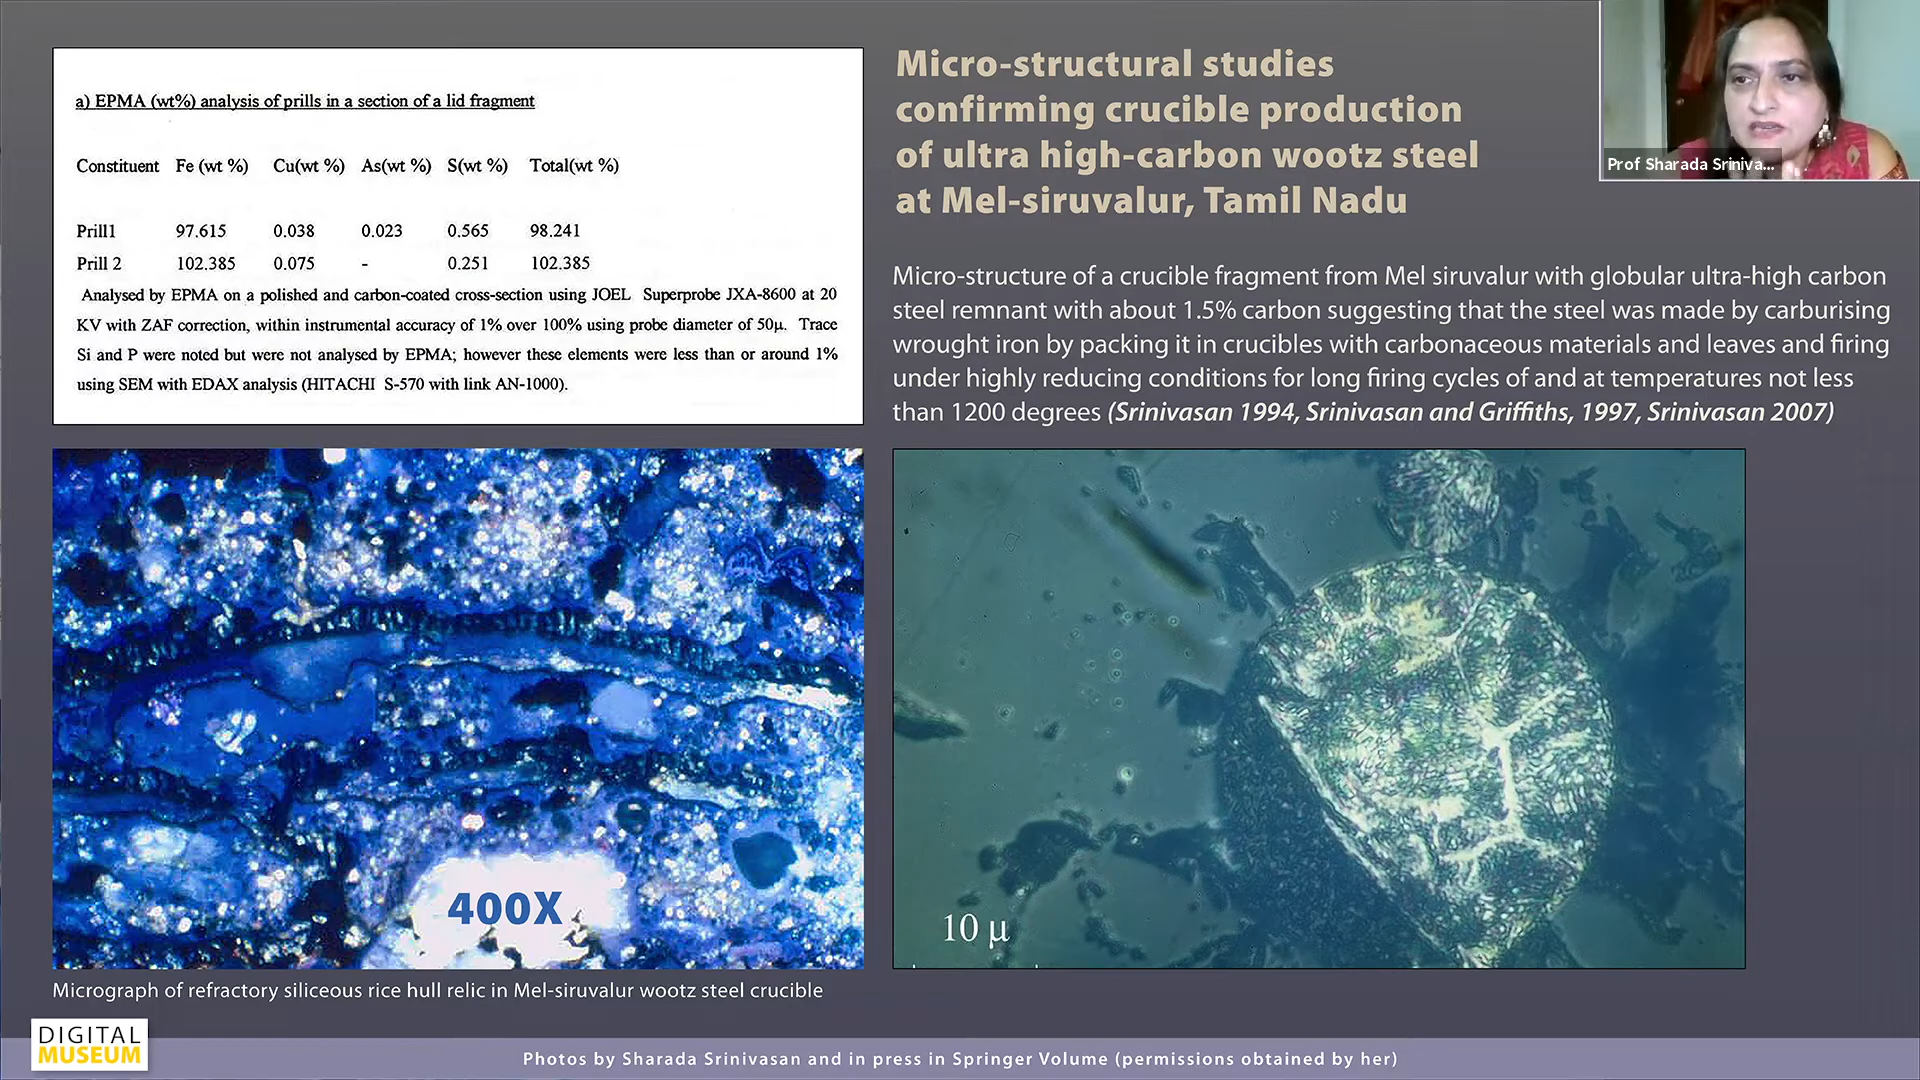 a) EPMA (wt%) analysis of prills in a section of a lid fragment
Constituent Fe (wt %) Cu(wt %) As(wt %) S(wt %) Total(wt %)
Prill1 97.615 0.038 0.023 0.565 98.241
Prill 2 102.385 0.075 - 0.251 102.385
Analysed by EPMA on a polished and carbon-coated cross-section using JOEL Superprobe JXA-8600 at 20
KV with ZAF correction, within instrumental accuracy of 1% over 100% using probe diameter of 50μ. Trace
Si and P were noted but were not analysed by EPMA; however these elements were less than or around 1%
using SEM with EDAX analysis (HITACHI S-570 with link AN-1000).
Micro-structural studies
confirming crucible production
of ultra high-carbon wootz steel
at Mel-siruvalur, Tamil Nadu
Prof Sharada Sriniva...
Micro-structure of a crucible fragment from Mel siruvalur with globular ultra-high carbon
steel remnant with about 1.5% carbon suggesting that the steel was made by carburising
wrought iron by packing it in crucibles with carbonaceous materials and leaves and firing
under highly reducing conditions for long firing cycles of and at temperatures not less
than 1200 degrees (Srinivasan 1994, Srinivasan and Griffiths, 1997, Srinivasan 2007)
400X
10 μ
Micrograph of refractory siliceous rice hull relic in Mel-siruvalur wootz steel crucible
DIGITAL
MUSEUM
Photos by Sharada Srinivasan and in press in Springer Volume (permissions obtained by her)